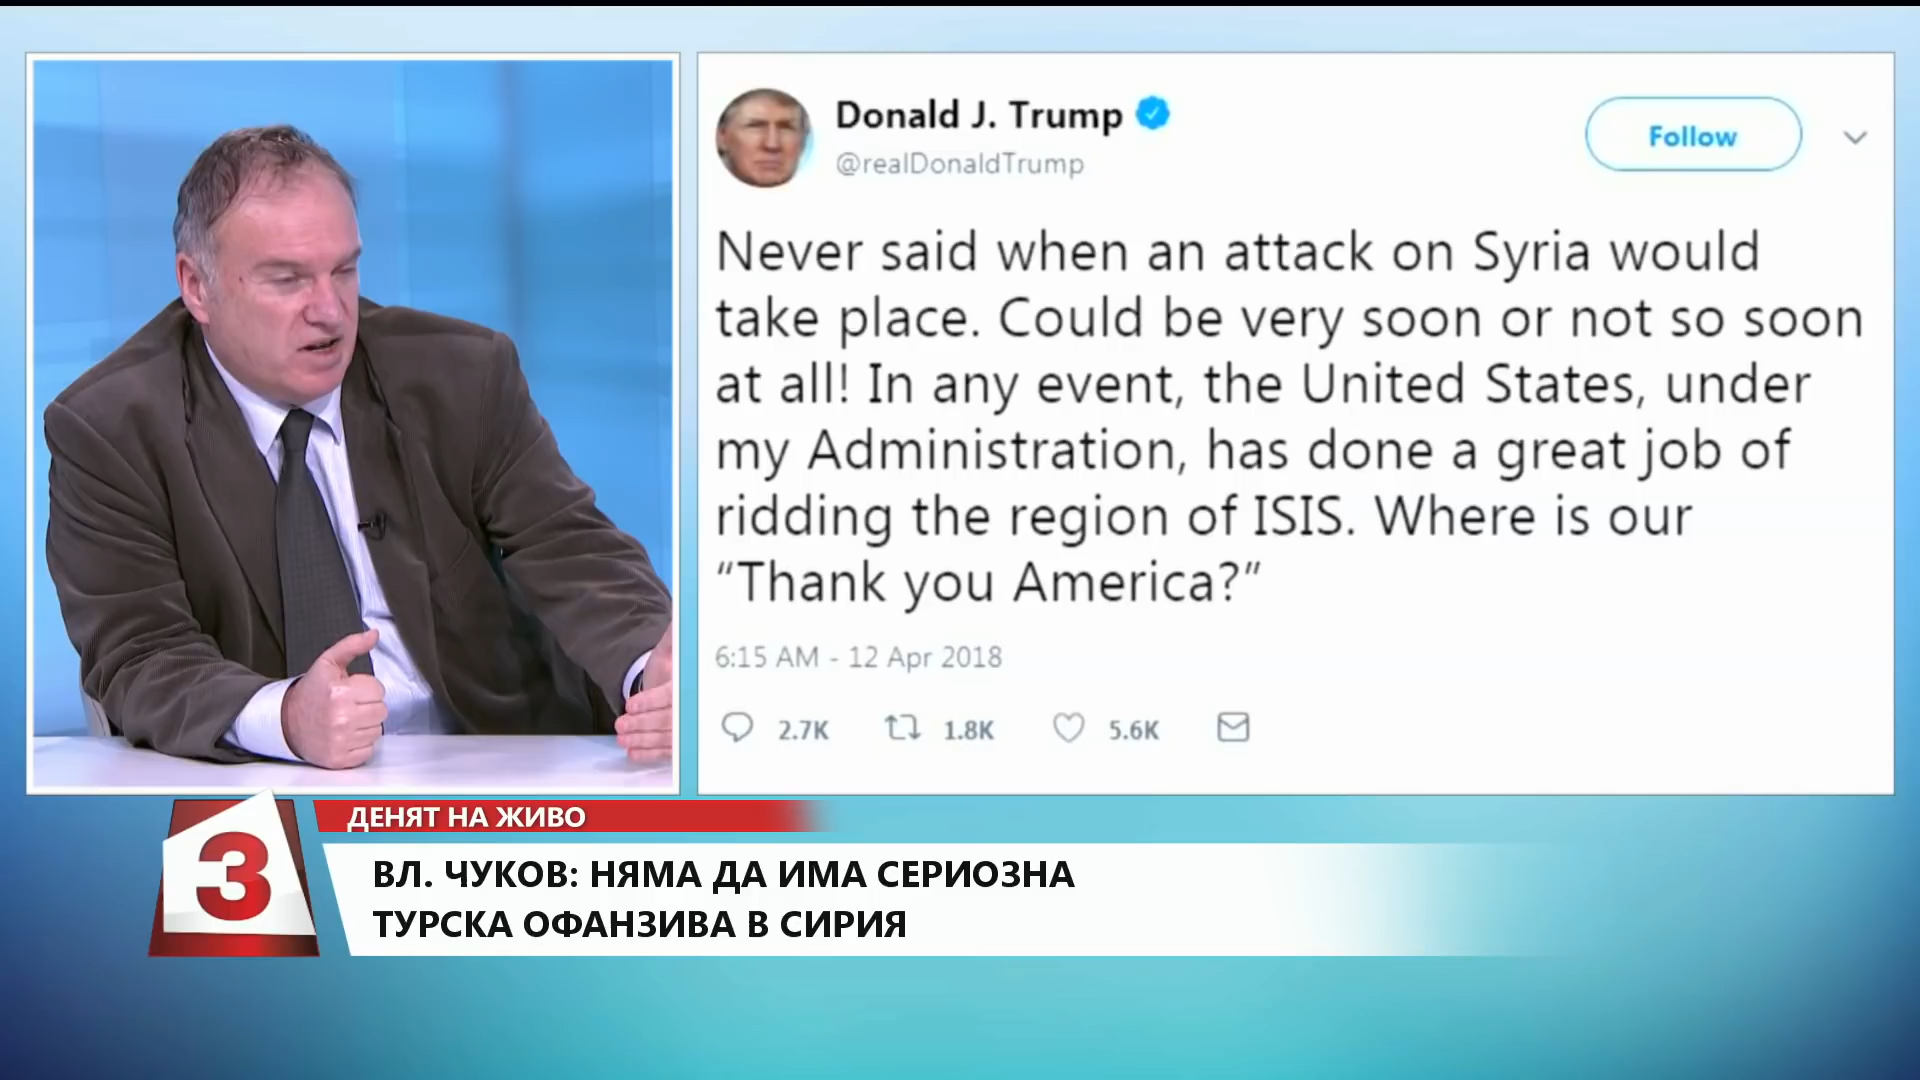 Donald J. Trump
@realDonaldTrump
Follow
Never said when an attack on Syria would
take place. Could be very soon or not so soon
at all! In any event, the United States, under
my Administration, has done a great job of
ridding the region of ISIS. Where is our
“Thank you America?”
6:15 AM - 12 Apr 2018
2.7K 1.8K 5.6K
3
ДЕНЯТ НА ЖИВО
ВЛ. ЧУКОВ: НЯМА ДА ИМА СЕРИОЗНА
ТУРСКА ОФАНЗИВА В СИРИЯ